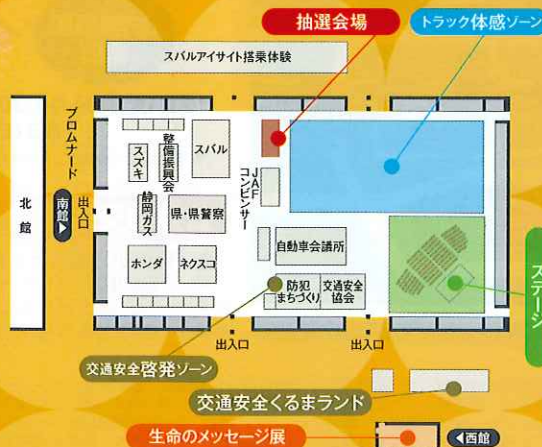 抽選会場
トラック体感ゾーン
スバルアイサイト搭乗体験
プロムナード
北館
南館▶
出入口
スズキ
整備振興会
スバル
JAF
コンビンサー
静岡ガス
県・県警察
自動車会議所
ホンダ
ネクスコ
防犯
まちづくり
交通安全
協会
ステージ
出入口
出入口
交通安全啓発ゾーン
交通安全くるまランド
生命のメッセージ展
◀西館